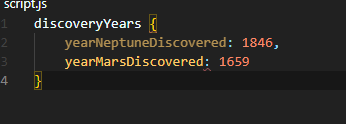 script.js
1 discoveryYears {
2 yearNeptuneDiscovered: 1846,
3 yearMarsDiscovered: 1659
4 }